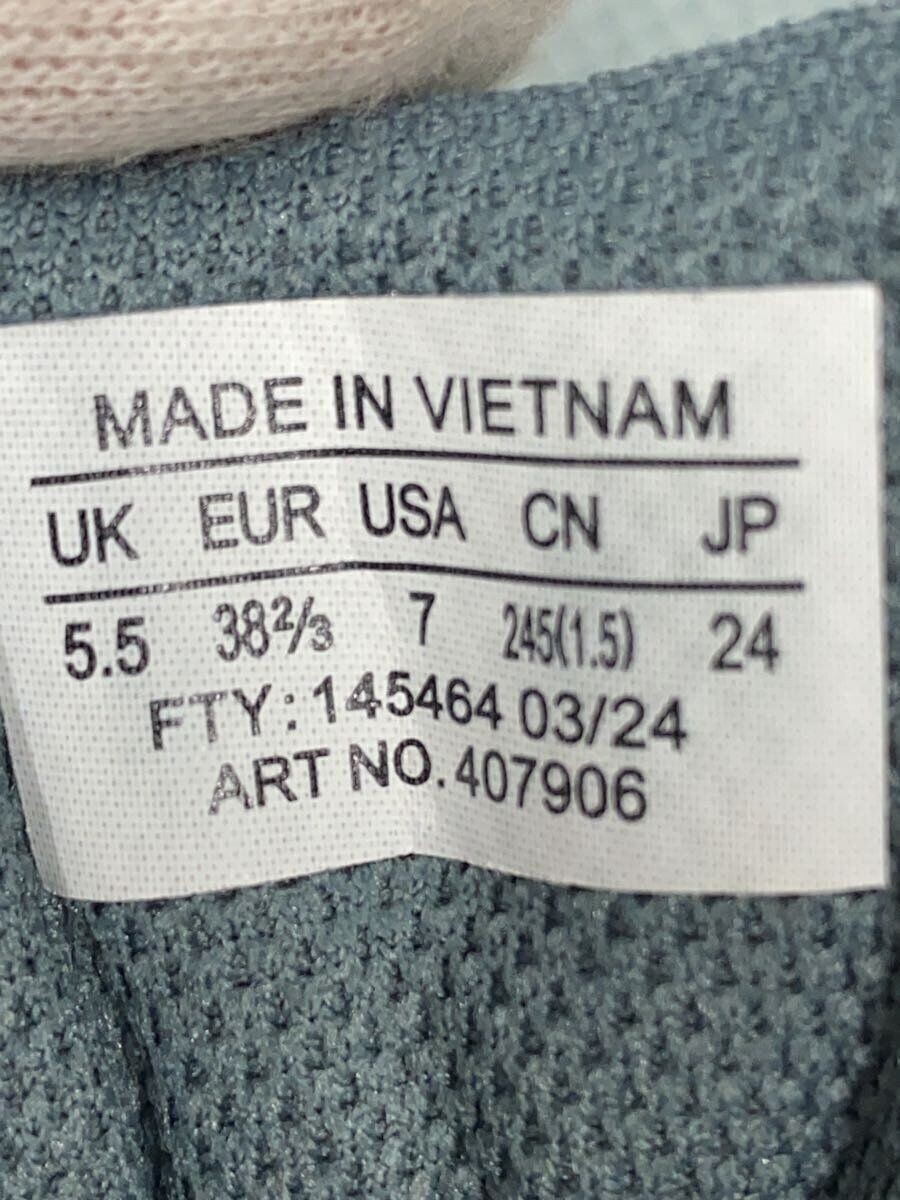 MADE IN VIETNAM
UK EUR USA CN JP
5.5 38⅔ 7 245(1.5) 24
FTY: 145464 03/24
ART NO. 407906